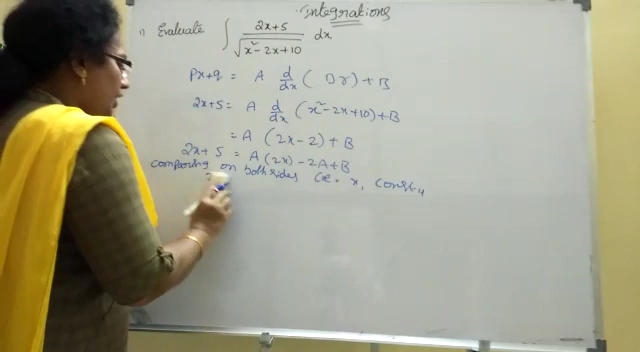 Integrations
1) Evaluate ∫ 2x+5 / √(x²-2x+10) dx
Px+q = A d/dx ( Dr ) + B
2x+5 = A d/dx ( x²-2x+10 ) + B
= A (2x-2) + B
2x+5 = A(2x) - 2A+B
comparing on both sides x, const